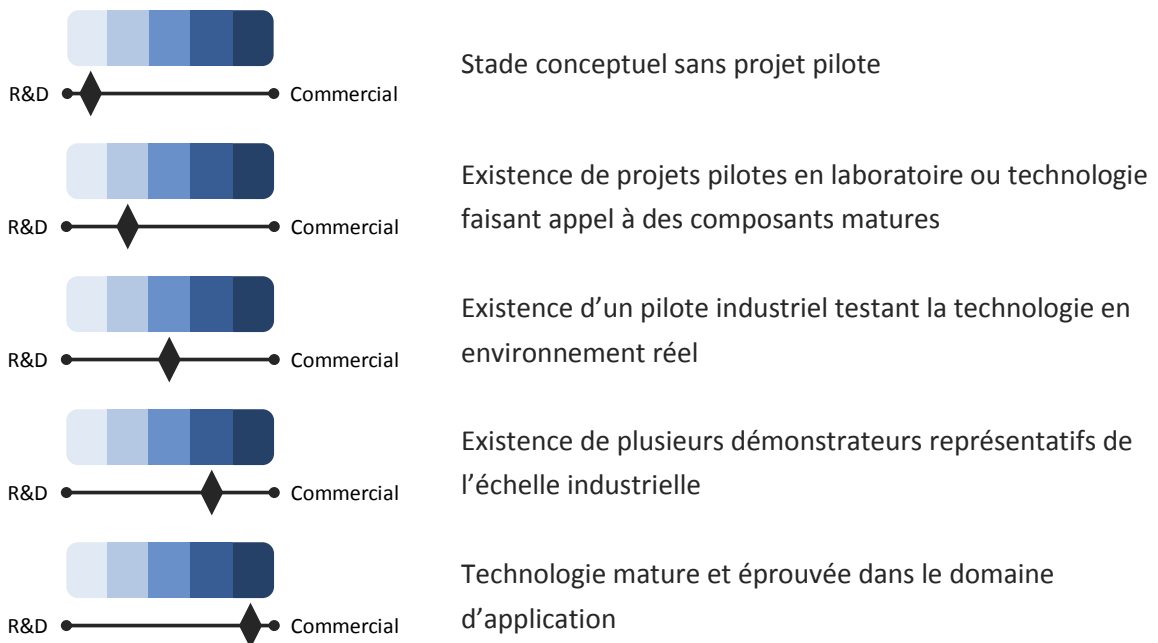 Stade conceptuel sans projet pilote
R&D Commercial
Existence de projets pilotes en laboratoire ou technologie
faisant appel à des composants matures
R&D Commercial
Existence d’un pilote industriel testant la technologie en
environnement réel
R&D Commercial
Existence de plusieurs démonstrateurs représentatifs de
l’échelle industrielle
R&D Commercial
Technologie mature et éprouvée dans le domaine
d’application
R&D Commercial